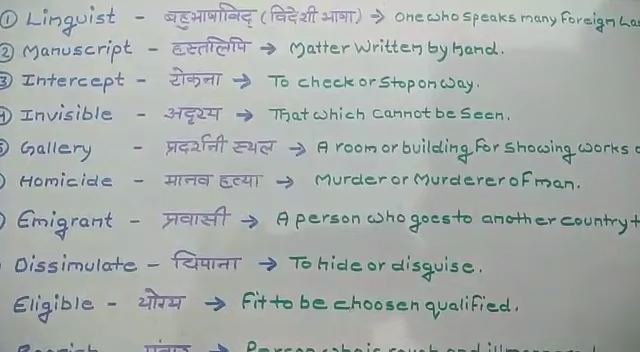 ① Linguist - बहुभाषाविद् (विदेशी भाषा) → one who speaks many foreign
② Manuscript - हस्तलिपि → Matter written by hand.
③ Intercept - रोकना → To check or stop on way.
④ Invisible - अदृश्य → That which cannot be seen.
⑤ Gallery - प्रदर्शनी स्थल → A room or building for showing works
Homicide - मानव हत्या → Murder or Murderer of man.
Emigrant - प्रवासी → A person who goes to another country
Dissimulate - छिपाना → To hide or disguise.
Eligible - योग्य → Fit to be choosen qualified.